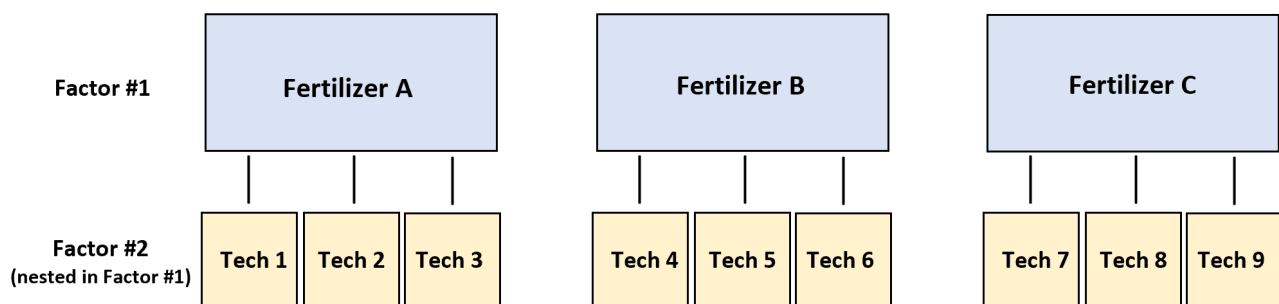 Factor #1
Fertilizer A
Fertilizer B
Fertilizer C
Factor #2
(nested in Factor #1)
Tech 1
Tech 2
Tech 3
Tech 4
Tech 5
Tech 6
Tech 7
Tech 8
Tech 9